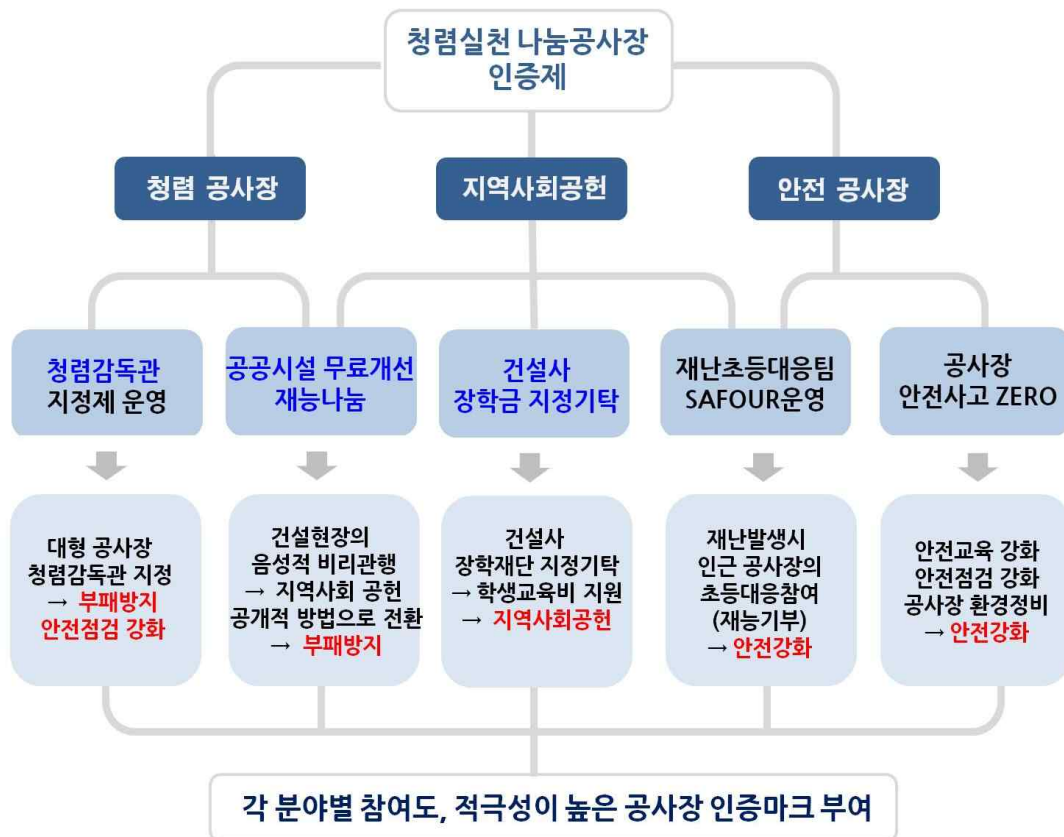 청렴실천 나눔공사장
인증제
청렴 공사장
지역사회공헌
안전 공사장
청렴감독관
지정제 운영
공공시설 무료개선
재능나눔
건설사
장학금 지정기탁
재난초등대응팀
SAFOUR운영
공사장
안전사고 ZERO
대형 공사장
청렴감독관 지정
→ 부패방지
안전점검 강화
건설현장의
음성적 비리관행
→ 지역사회 공헌
공개적 방법으로 전환
→ 부패방지
건설사
장학재단 지정기탁
→ 학생교육비 지원
→ 지역사회공헌
재난발생시
인근 공사장의
초등대응참여
(재능기부)
→ 안전강화
안전교육 강화
안전점검 강화
공사장 환경정비
→ 안전강화
각 분야별 참여도, 적극성이 높은 공사장 인증마크 부여